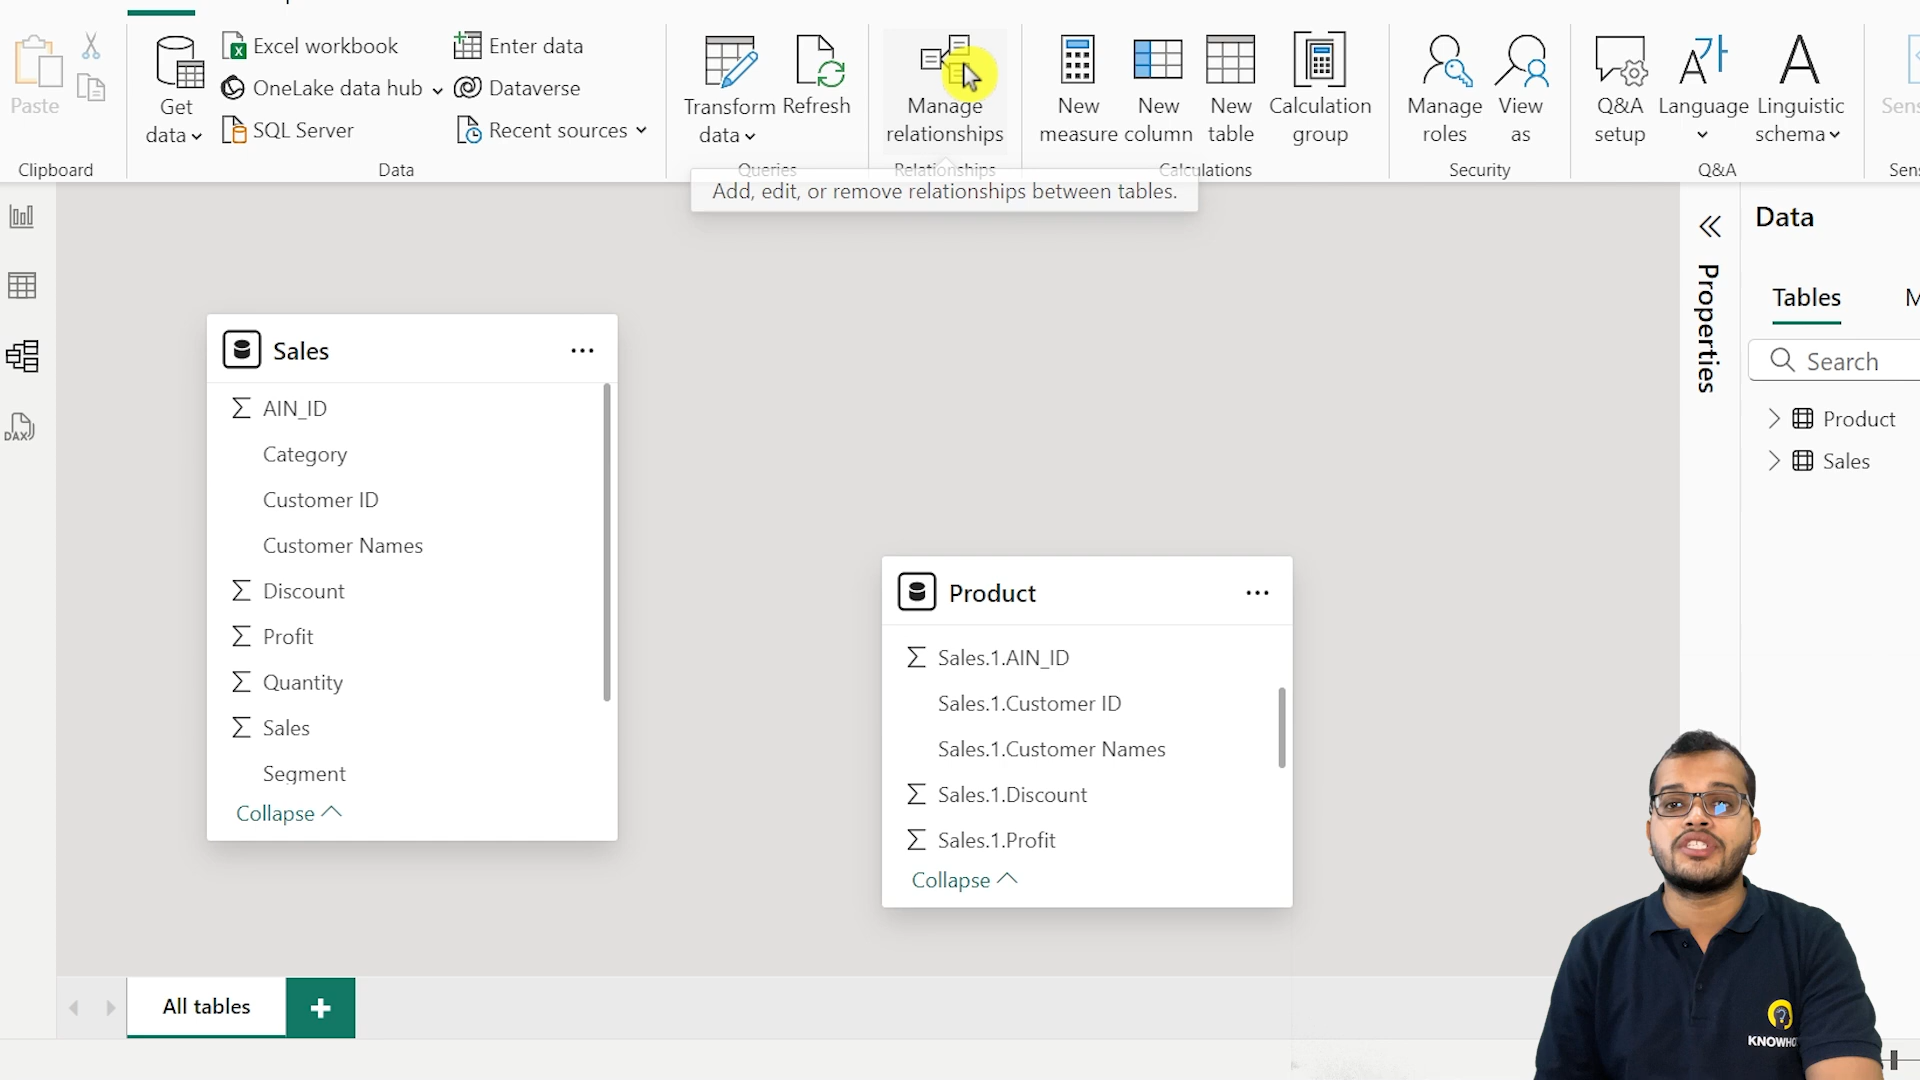 Paste
Clipboard
Get
data
Excel workbook
OneLake data hub
SQL Server
Enter data
Dataverse
Recent sources
Data
Transform
data
Refresh
Queries
Manage
relationships
Relationships
New
measure
New
column
New
table
Calculation
group
Calculations
Manage
roles
View
as
Security
Q&A
setup
Language
Linguistic
schema
Q&A
Sens
Sens
Add, edit, or remove relationships between tables.
DAX
Sales
AIN_ID
Category
Customer ID
Customer Names
Discount
Profit
Quantity
Sales
Segment
Collapse
Product
Sales.1.AIN_ID
Sales.1.Customer ID
Sales.1.Customer Names
Sales.1.Discount
Sales.1.Profit
Collapse
Properties
Data
Tables
M
Search
Product
Sales
All tables
KNOWHO